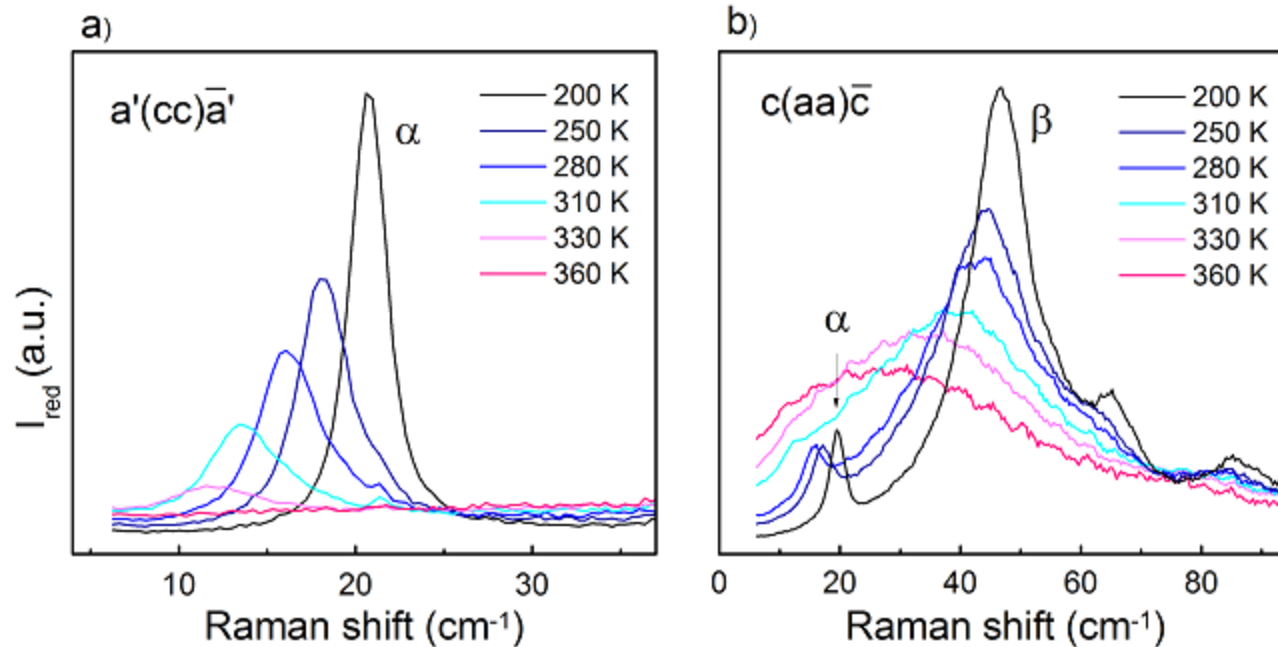 a)
a'(cc)a̅'
α
200 K
250 K
280 K
310 K
330 K
360 K
I_red (a.u.)
10
20
30
Raman shift (cm⁻¹)
b)
c(aa)c̅
β
α
200 K
250 K
280 K
310 K
330 K
360 K
0
20
40
60
80
Raman shift (cm⁻¹)